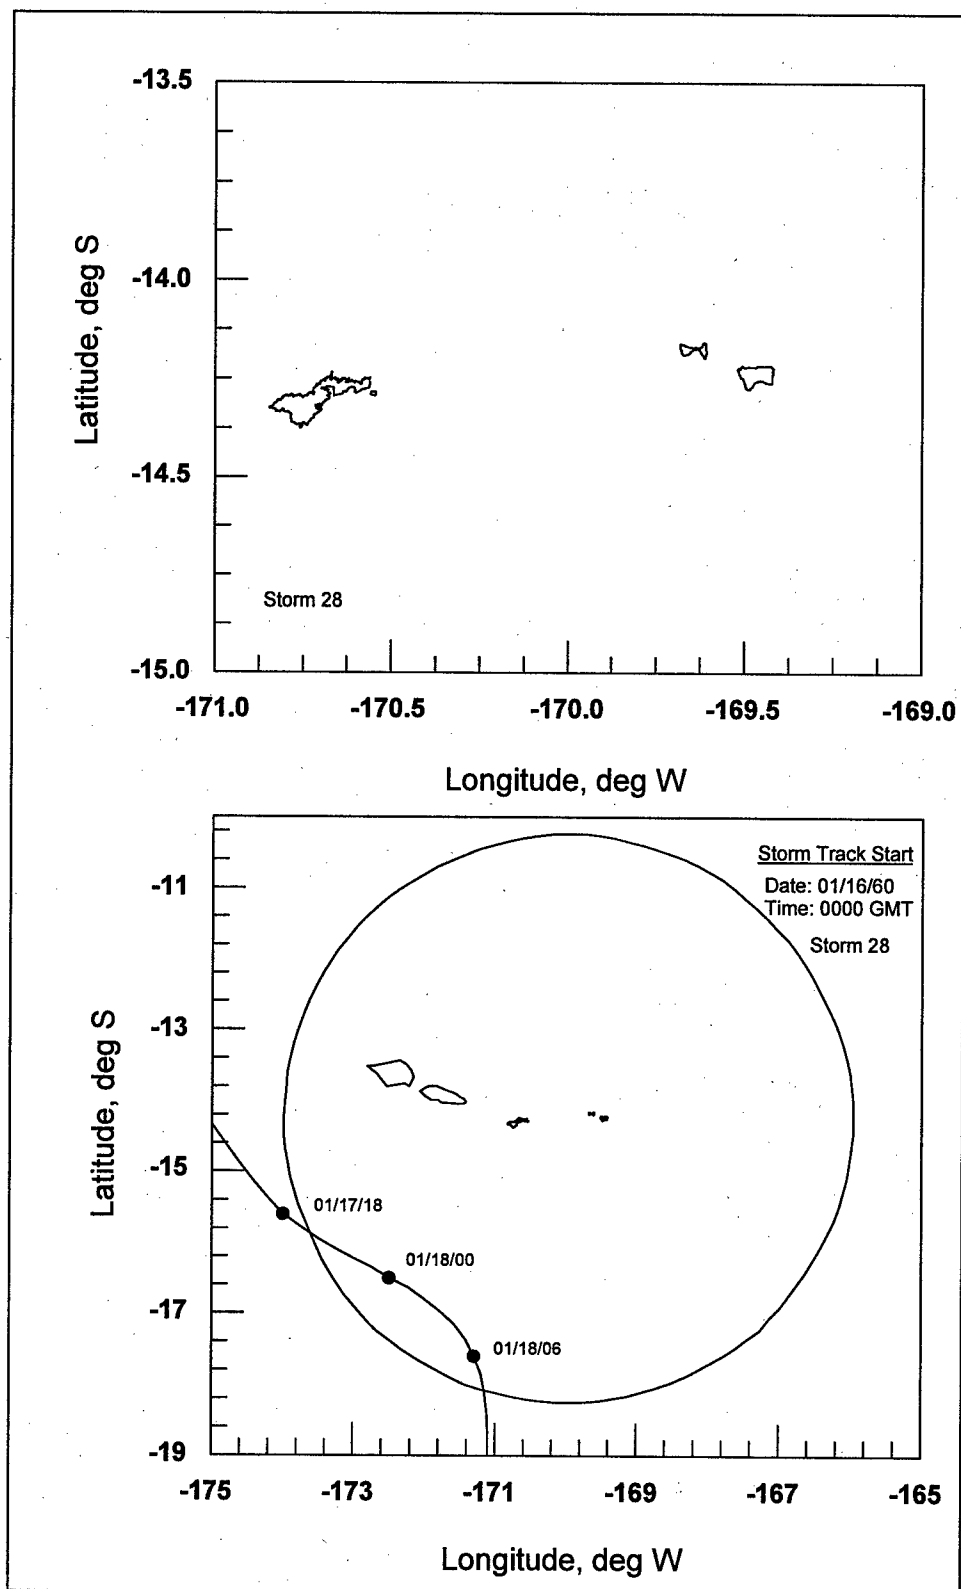 -13.5
-14.0
-14.5
-15.0
Latitude, deg S
Storm 28
-171.0 -170.5 -170.0 -169.5 -169.0
Longitude, deg W
Storm Track Start
Date: 01/16/60
Time: 0000 GMT
Storm 28
-11
-13
-15
-17
-19
Latitude, deg S
01/17/18
01/18/00
01/18/06
-175 -173 -171 -169 -167 -165
Longitude, deg W